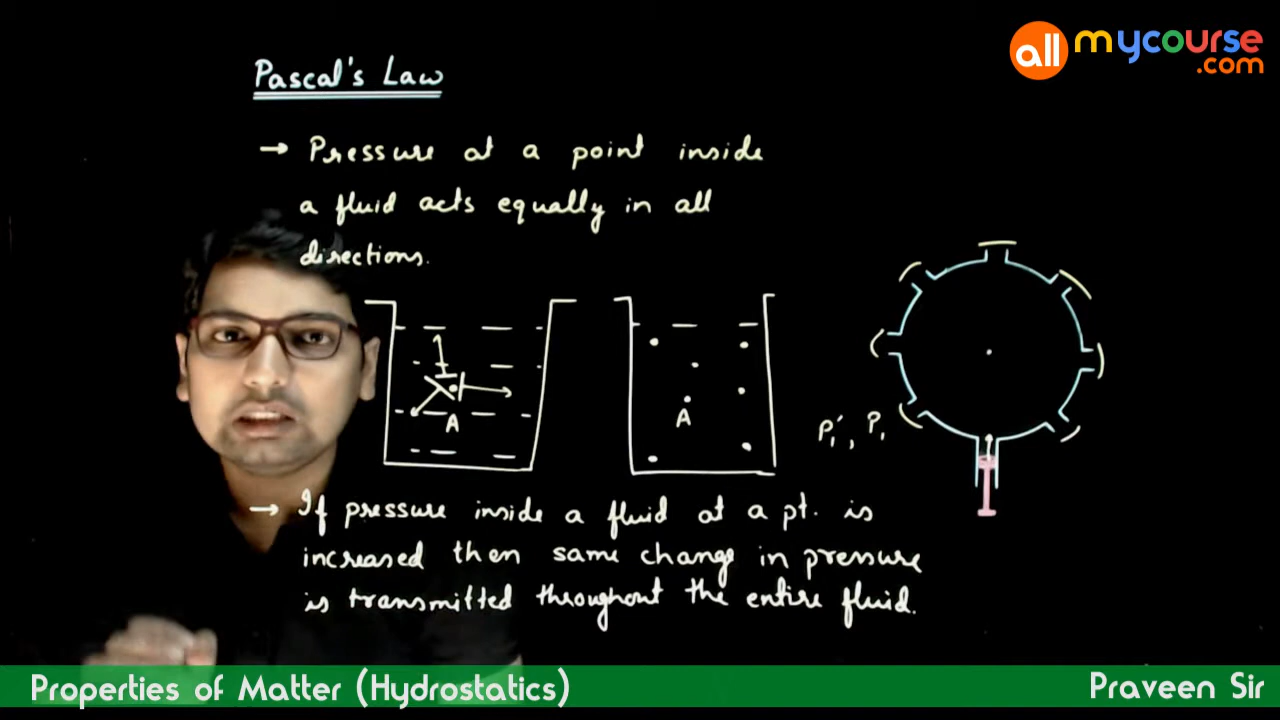 all mycourse
.com
Pascal's Law
→ Pressure at a point inside
a fluid acts equally in all
directions.
A
A
P₁', P₁
→ If pressure inside a fluid at a pt. is
increased then same change in pressure
is transmitted throughout the entire fluid.
Properties of Matter (Hydrostatics)
Praveen Sir